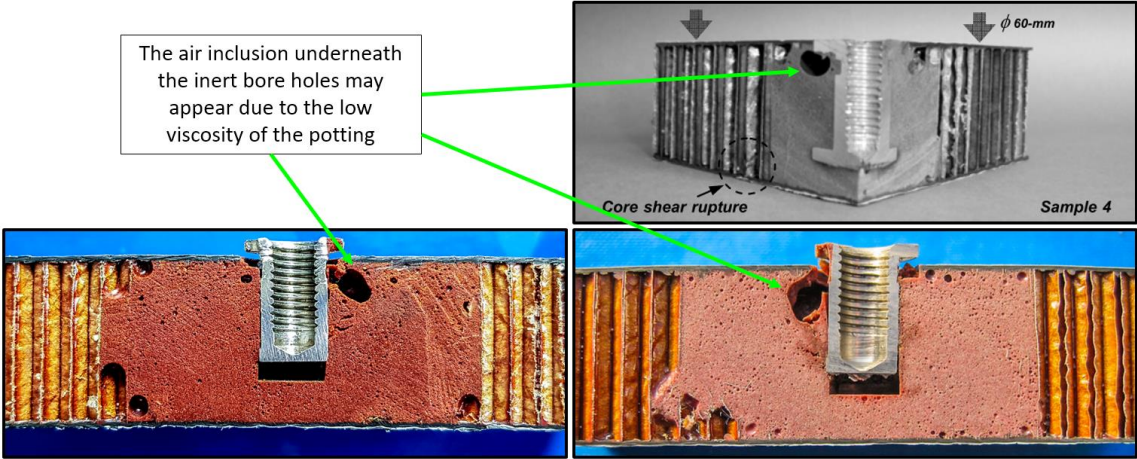 The air inclusion underneath
the inert bore holes may
appear due to the low
viscosity of the potting
ϕ 60-mm
Core shear rupture
Sample 4